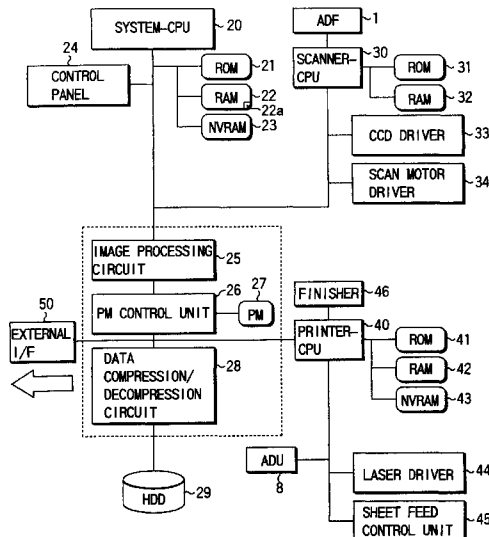 SYSTEM-CPU 20
24
CONTROL PANEL
ROM 21
RAM 22
22a
NVRAM 23
ADF 1
SCANNER-CPU 30
ROM 31
RAM 32
CCD DRIVER 33
SCAN MOTOR DRIVER 34
IMAGE PROCESSING CIRCUIT 25
PM CONTROL UNIT 26
PM 27
50
EXTERNAL I/F
DATA COMPRESSION/DECOMPRESSION CIRCUIT 28
HDD 29
FINISHER 46
PRINTER-CPU 40
ROM 41
RAM 42
NVRAM 43
ADU 8
LASER DRIVER 44
SHEET FEED CONTROL UNIT 45